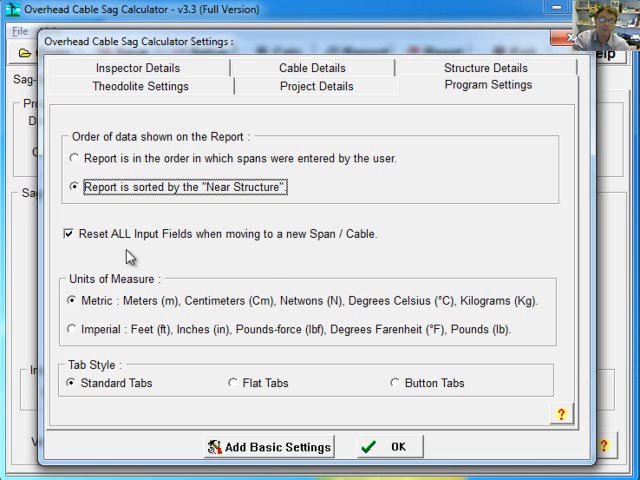 Overhead Cable Sag Calculator - v3.3 (Full Version)
File
Overhead Cable Sag Calculator Settings :
Inspector Details
Cable Details
Structure Details
Theodolite Settings
Project Details
Program Settings
Order of data shown on the Report :
Report is in the order in which spans were entered by the user.
Report is sorted by the "Near Structure".
Reset ALL Input Fields when moving to a new Span / Cable.
Units of Measure :
Metric : Meters (m), Centimeters (Cm), Netwons (N), Degrees Celsius (°C), Kilograms (Kg).
Imperial : Feet (ft), Inches (in), Pounds-force (lbf), Degrees Farenheit (°F), Pounds (lb).
Tab Style :
Standard Tabs
Flat Tabs
Button Tabs
?
Add Basic Settings
OK
?